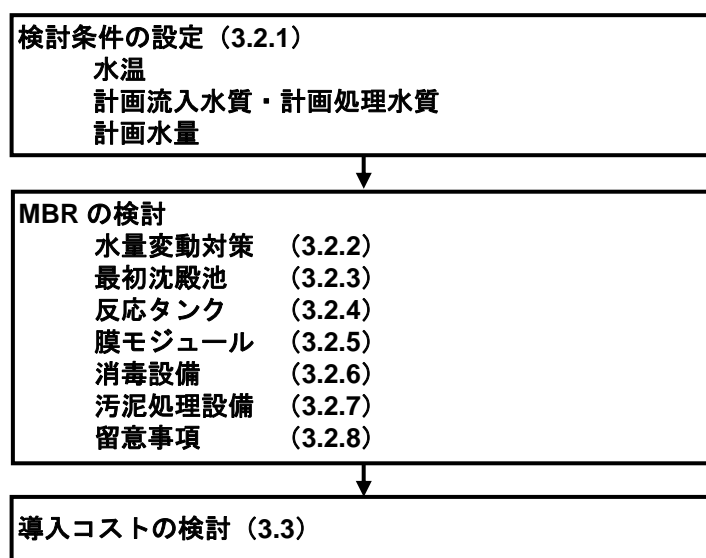 検討条件の設定（3.2.1）
水温
計画流入水質・計画処理水質
計画水量
MBR の検討
水量変動対策 （3.2.2）
最初沈殿池 （3.2.3）
反応タンク （3.2.4）
膜モジュール （3.2.5）
消毒設備 （3.2.6）
汚泥処理設備 （3.2.7）
留意事項 （3.2.8）
導入コストの検討（3.3）